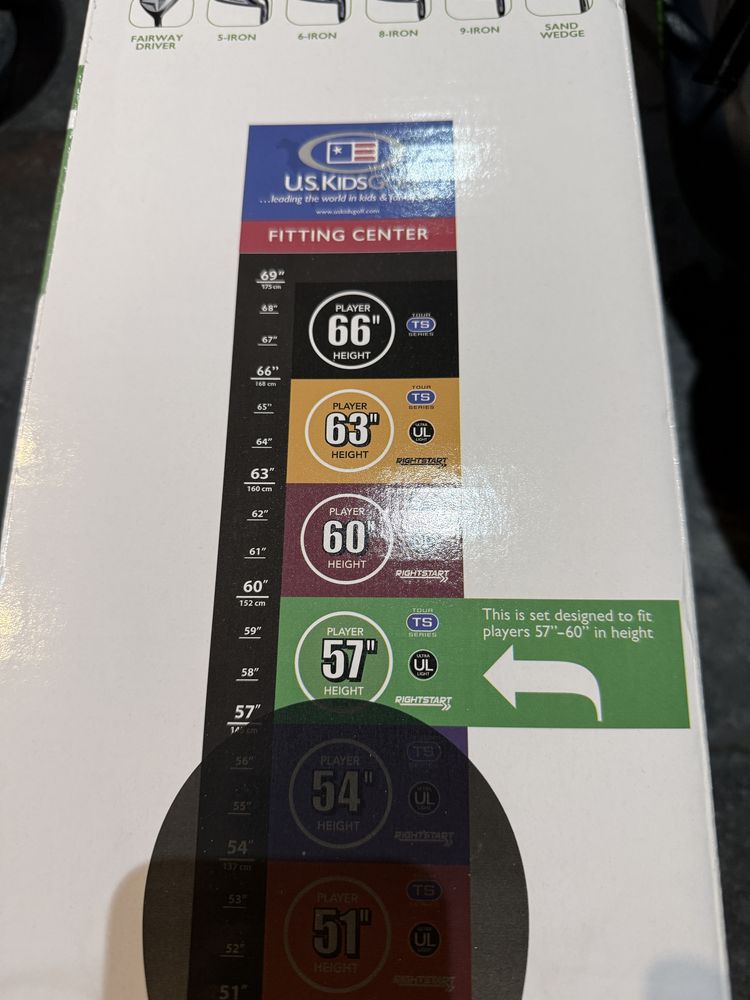 FAIRWAY
DRIVER
5-IRON
6-IRON
8-IRON
9-IRON
SAND
WEDGE
U.S. KIDS GOLF
...leading the world in kids &
www.uskidsgolf.com
FITTING CENTER
69"
175 cm
68"
67"
PLAYER
66"
HEIGHT
TOUR
TS
SERIES
66"
168 cm
65"
64"
PLAYER
63"
HEIGHT
TOUR
TS
SERIES
ULTRA
UL
LIGHT
RIGHTSTART
63"
160 cm
62"
61"
PLAYER
60"
HEIGHT
RIGHTSTART
60"
152 cm
59"
58"
PLAYER
57"
HEIGHT
TOUR
TS
SERIES
ULTRA
UL
LIGHT
RIGHTSTART
This is set designed to fit
players 57"-60" in height
57"
145 cm
56"
55"
PLAYER
54"
HEIGHT
TS
UL
RIGHTSTART
54"
137 cm
53"
52"
PLAYER
51"
HEIGHT
TS
UL
RIGHTSTART
51"